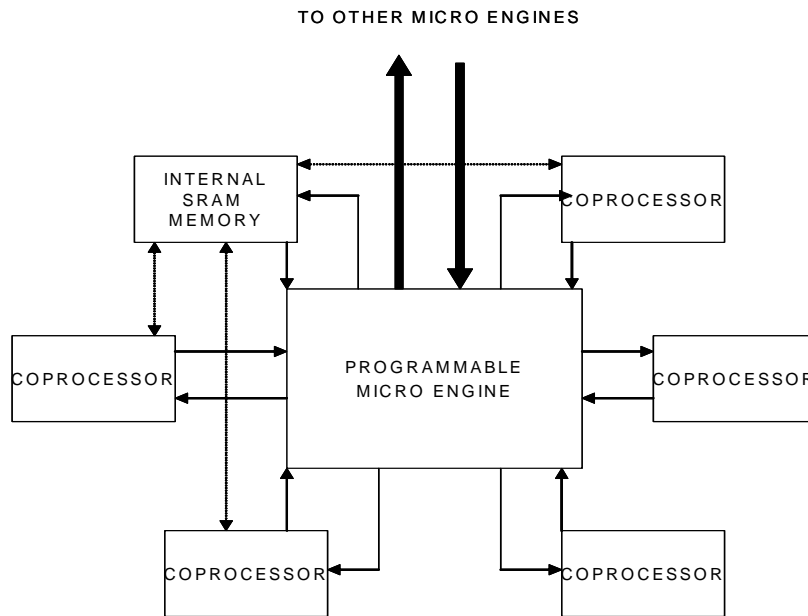 TO OTHER MICRO ENGINES
INTERNAL
SRAM
MEMORY
COPROCESSOR
COPROCESSOR
PROGRAMMABLE
MICRO ENGINE
COPROCESSOR
COPROCESSOR
COPROCESSOR